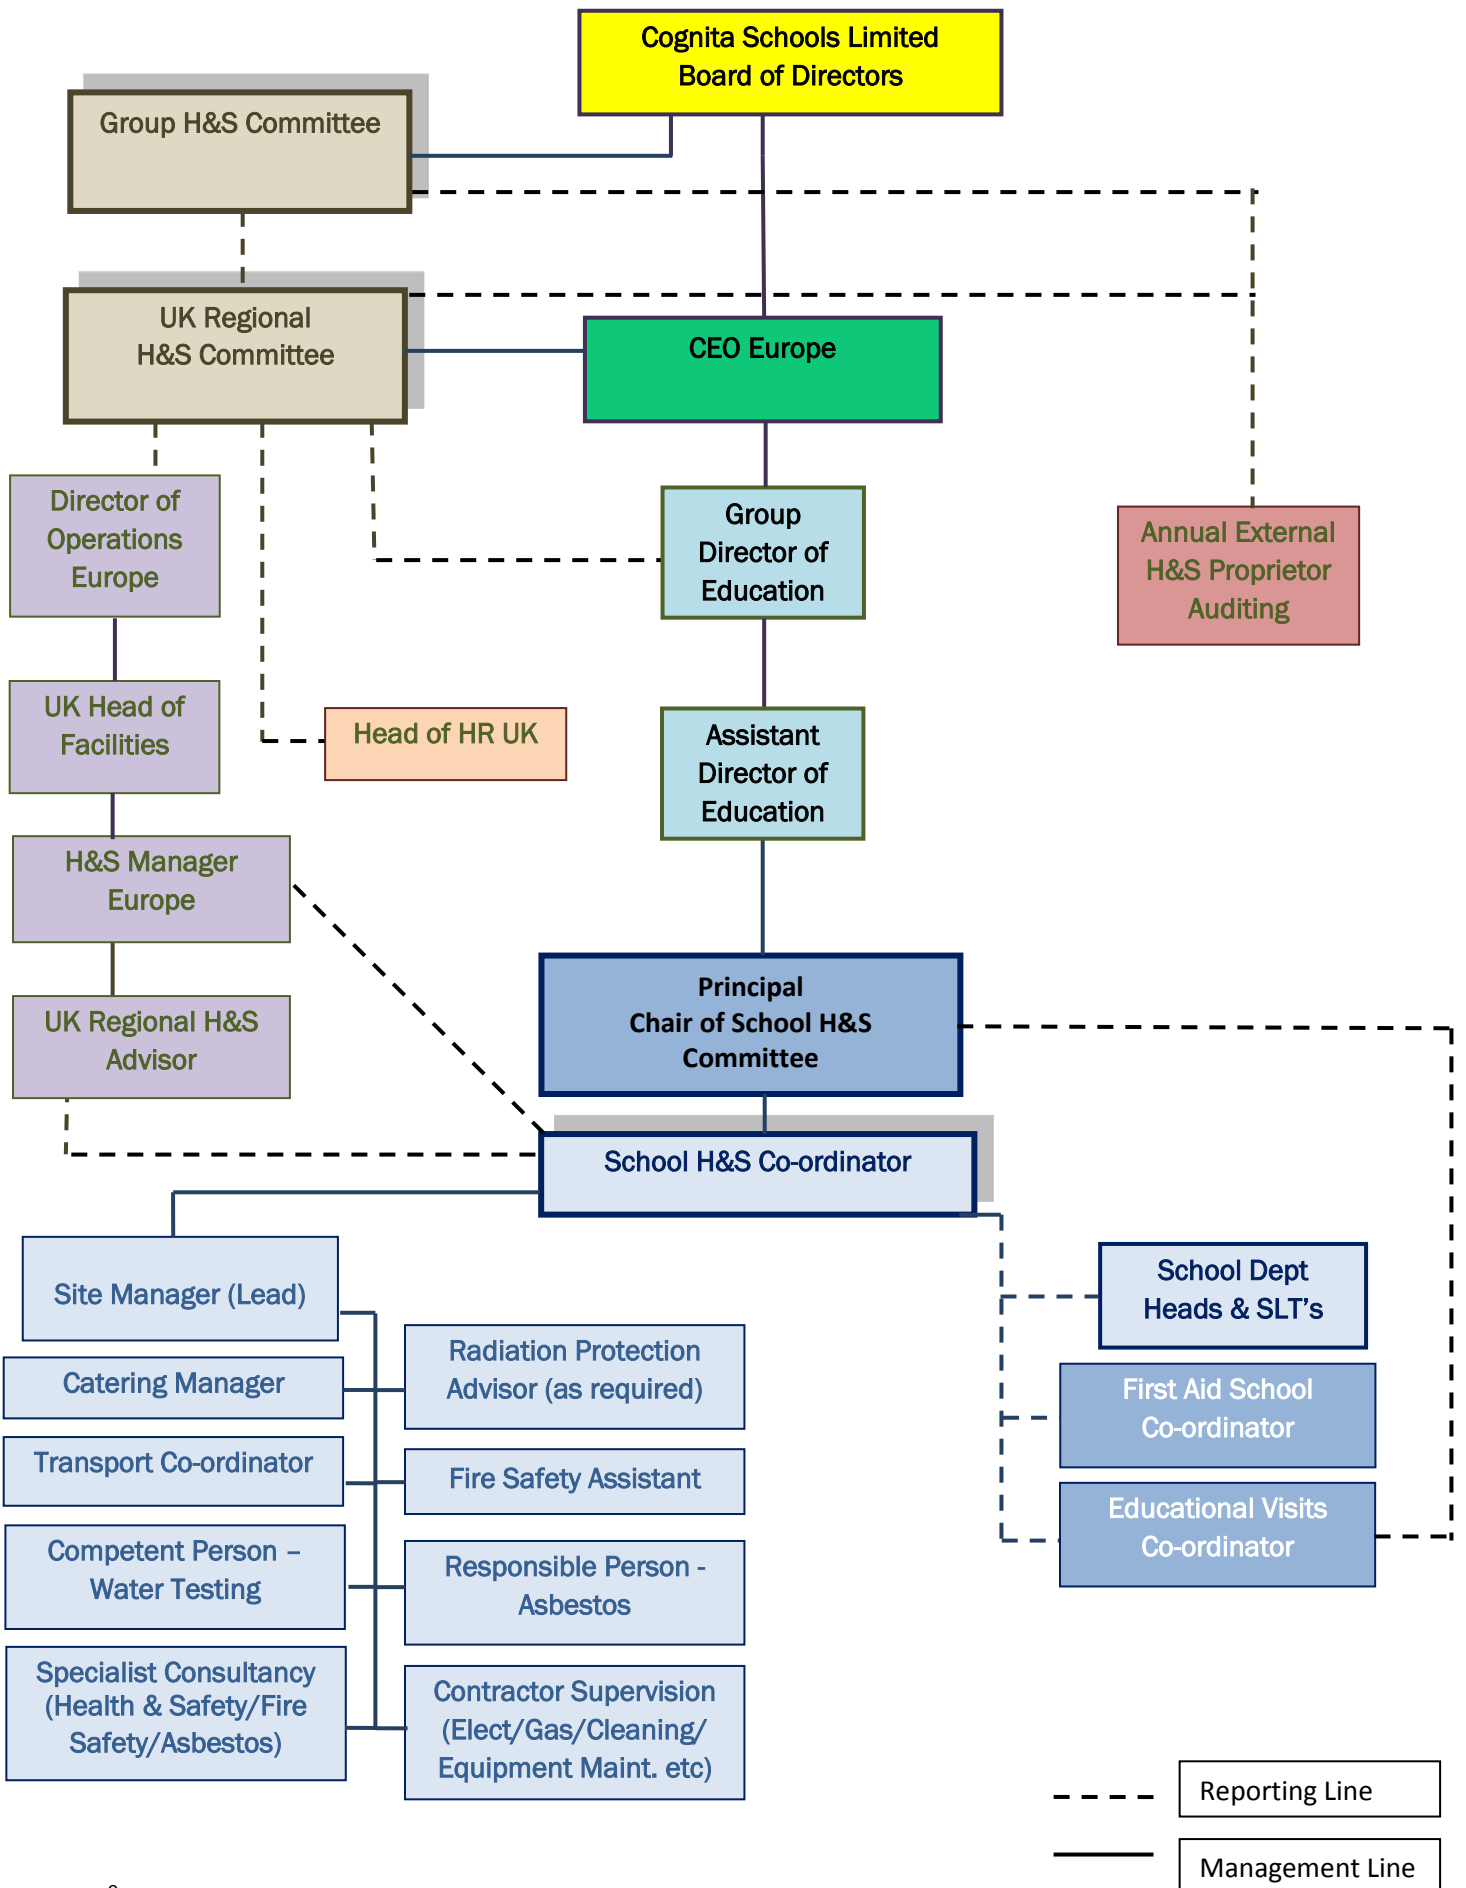 Cognita Schools Limited
Board of Directors
Group H&S Committee
UK Regional
H&S Committee
CEO Europe
Director of
Operations
Europe
Group
Director of
Education
Annual External
H&S Proprietor
Auditing
UK Head of
Facilities
Head of HR UK
Assistant
Director of
Education
H&S Manager
Europe
Principal
Chair of School H&S
Committee
UK Regional H&S
Advisor
School H&S Co-ordinator
Site Manager (Lead)
School Dept
Heads & SLT's
Radiation Protection
Advisor (as required)
Catering Manager
First Aid School
Co-ordinator
Transport Co-ordinator
Fire Safety Assistant
Educational Visits
Co-ordinator
Competent Person –
Water Testing
Responsible Person -
Asbestos
Specialist Consultancy
(Health & Safety/Fire
Safety/Asbestos)
Contractor Supervision
(Elect/Gas/Cleaning/
Equipment Maint. etc)
Reporting Line
Management Line